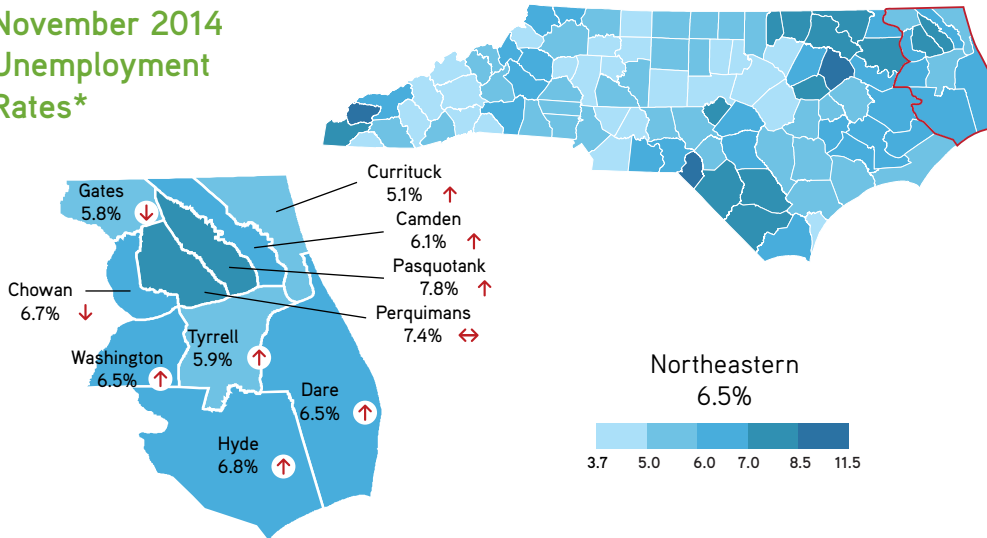 November 2014
Unemployment
Rates*
Gates
5.8%
Currituck
5.1%
Camden
6.1%
Pasquotank
7.8%
Perquimans
7.4%
Chowan
6.7%
Washington
6.5%
Tyrrell
5.9%
Dare
6.5%
Hyde
6.8%
Northeastern
6.5%
3.7 5.0 6.0 7.0 8.5 11.5